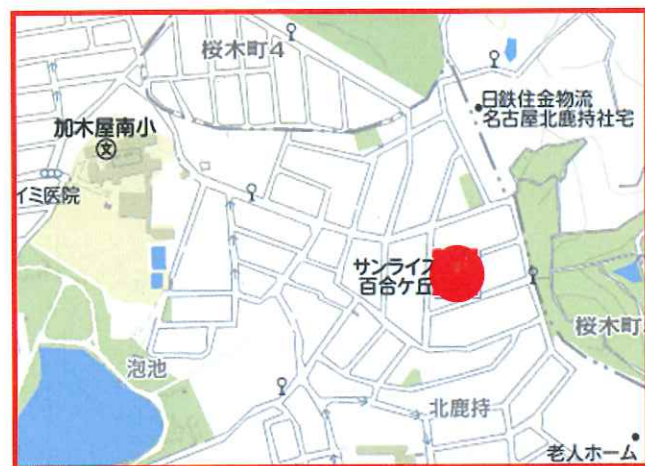 桜木町4
日鉄住金物流
名古屋北鹿持社宅
加木屋南小
文
イミ医院
サンライズ
百合ケ丘
桜木町
泡池
北鹿持
老人ホーム